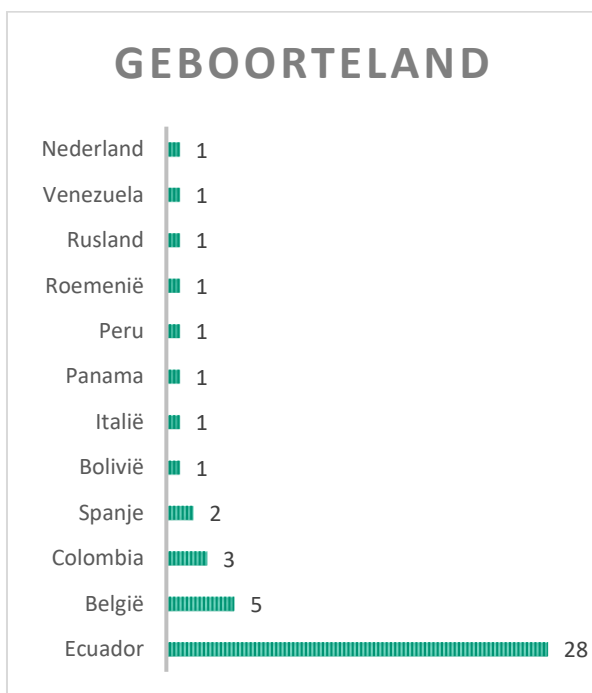 GEBOORTELAND
Nederland 1
Venezuela 1
Rusland 1
Roemenië 1
Peru 1
Panama 1
Italië 1
Bolivië 1
Spanje 2
Colombia 3
België 5
Ecuador 28